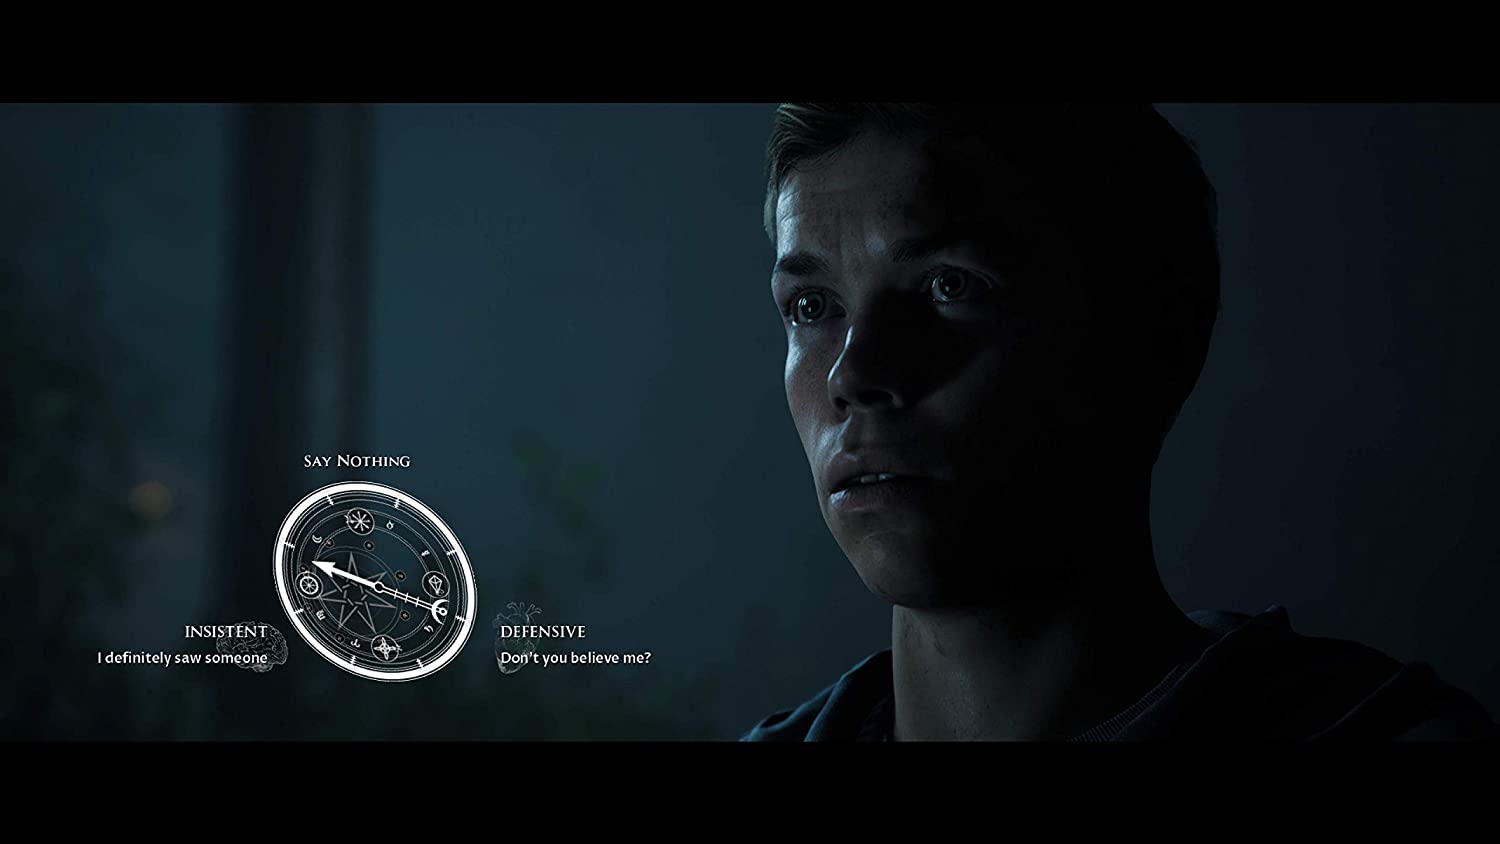 SAY NOTHING
INSISTENT
I definitely saw someone
DEFENSIVE
Don't you believe me?